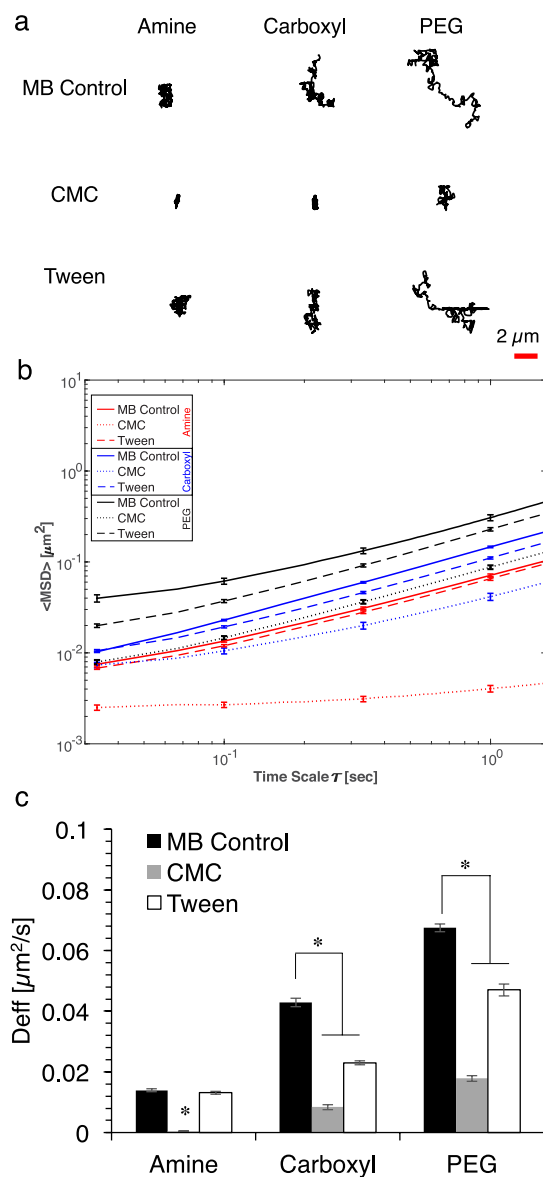 a
Amine Carboxyl PEG
MB Control
CMC
Tween
2 µm
b
<MSD> [µm²]
10¹
10⁰
10⁻¹
10⁻²
10⁻³
MB Control
CMC
Tween
Amine
MB Control
CMC
Tween
Carboxyl
MB Control
CMC
Tween
PEG
10⁻¹ 10⁰
Time Scale τ [sec]
c
Deff [µm²/s]
0.1
0.08
0.06
0.04
0.02
0
MB Control
CMC
Tween
*
*
*
Amine Carboxyl PEG